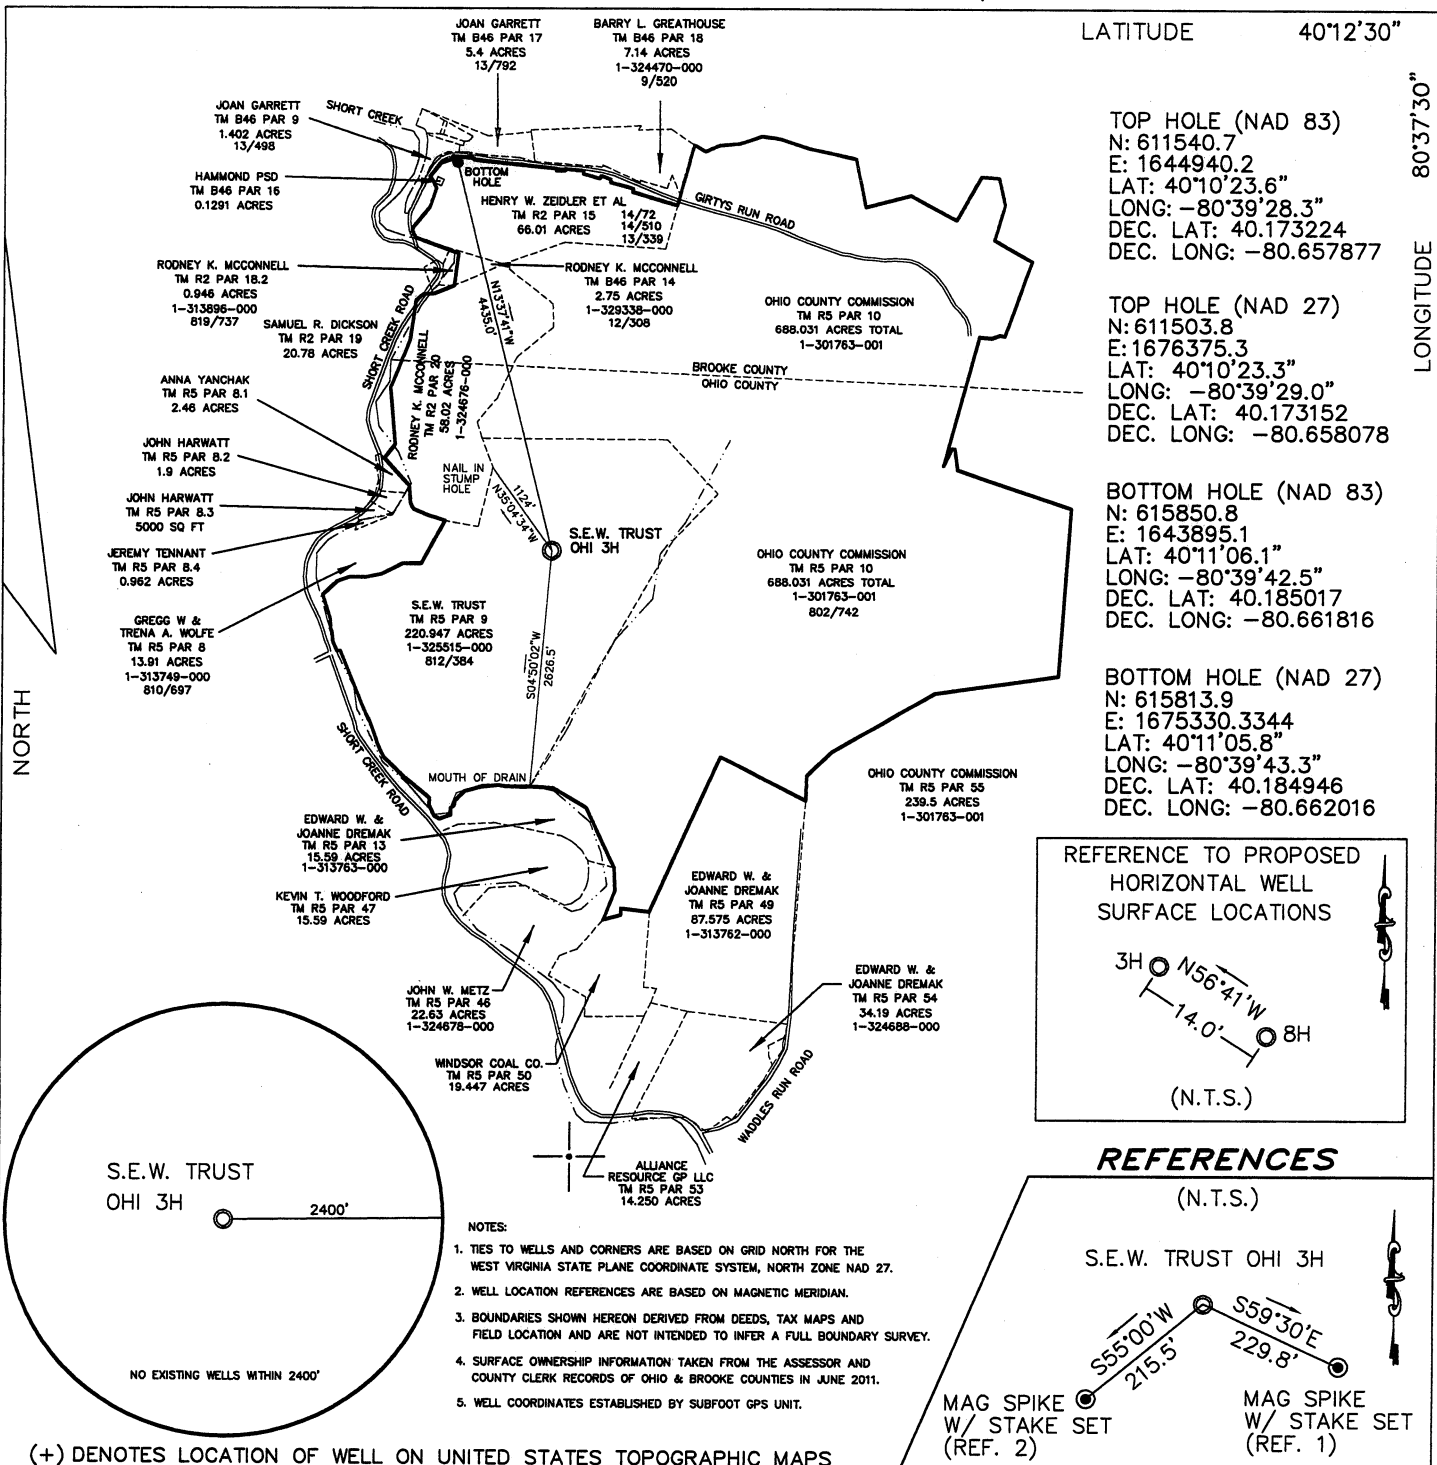 JOAN GARRETT
TM B46 PAR 17
5.4 ACRES
13/792
BARRY L. GREATHOUSE
TM B46 PAR 18
7.14 ACRES
1-324470-000
9/520
LATITUDE 40°12'30"
80°37'30"
LONGITUDE
JOAN GARRETT
TM B46 PAR 9
1.402 ACRES
13/498
SHORT CREEK
HAMMOND PSD
TM B46 PAR 16
0.1291 ACRES
BOTTOM
HOLE
HENRY W. ZEIDLER ET AL
TM R2 PAR 15
66.01 ACRES
14/72
14/510
13/339
GIRTYS RUN ROAD
RODNEY K. MCCONNELL
TM R2 PAR 18.2
0.946 ACRES
1-313896-000
819/737
RODNEY K. MCCONNELL
TM B46 PAR 14
2.75 ACRES
1-329338-000
12/308
N13°37'41"W
4435.0'
SAMUEL R. DICKSON
TM R2 PAR 19
20.78 ACRES
SHORT CREEK ROAD
RODNEY K. MCCONNELL
TM R2 PAR 20
58.02 ACRES
1-324676-000
OHIO COUNTY COMMISSION
TM R5 PAR 10
688.031 ACRES TOTAL
1-301763-001
BROOKE COUNTY
OHIO COUNTY
ANNA YANCHAK
TM R5 PAR 8.1
2.46 ACRES
JOHN HARWATT
TM R5 PAR 8.2
1.9 ACRES
JOHN HARWATT
TM R5 PAR 8.3
5000 SQ FT
JEREMY TENNANT
TM R5 PAR 8.4
0.962 ACRES
GREGG W &
TRENA A. WOLFE
TM R5 PAR 8
13.91 ACRES
1-313749-000
810/697
NAIL IN
STUMP
HOLE
1124'
N35°04'34"W
S.E.W. TRUST
OHI 3H
OHIO COUNTY COMMISSION
TM R5 PAR 10
688.031 ACRES TOTAL
1-301763-001
802/742
S.E.W. TRUST
TM R5 PAR 9
220.947 ACRES
1-325515-000
812/384
S04°50'02"W
2626.5'
NORTH
SHORT CREEK ROAD
MOUTH OF DRAIN
OHIO COUNTY COMMISSION
TM R5 PAR 55
239.5 ACRES
1-301763-001
EDWARD W. &
JOANNE DREMAK
TM R5 PAR 13
15.59 ACRES
1-313763-000
KEVIN T. WOODFORD
TM R5 PAR 47
15.59 ACRES
EDWARD W. &
JOANNE DREMAK
TM R5 PAR 49
87.575 ACRES
1-313762-000
JOHN W. METZ
TM R5 PAR 46
22.63 ACRES
1-324678-000
EDWARD W. &
JOANNE DREMAK
TM R5 PAR 54
34.19 ACRES
1-324688-000
WINDSOR COAL CO.
TM R5 PAR 50
19.447 ACRES
WADDLES RUN ROAD
ALLIANCE
RESOURCE GP LLC
TM R5 PAR 53
14.250 ACRES
TOP HOLE (NAD 83)
N: 611540.7
E: 1644940.2
LAT: 40°10'23.6"
LONG: -80°39'28.3"
DEC. LAT: 40.173224
DEC. LONG: -80.657877
TOP HOLE (NAD 27)
N: 611503.8
E: 1676375.3
LAT: 40°10'23.3"
LONG: -80°39'29.0"
DEC. LAT: 40.173152
DEC. LONG: -80.658078
BOTTOM HOLE (NAD 83)
N: 615850.8
E: 1643895.1
LAT: 40°11'06.1"
LONG: -80°39'42.5"
DEC. LAT: 40.185017
DEC. LONG: -80.661816
BOTTOM HOLE (NAD 27)
N: 615813.9
E: 1675330.3344
LAT: 40°11'05.8"
LONG: -80°39'43.3"
DEC. LAT: 40.184946
DEC. LONG: -80.662016
REFERENCE TO PROPOSED
HORIZONTAL WELL
SURFACE LOCATIONS
3H
N56°41'W
14.0'
8H
(N.T.S.)
REFERENCES
(N.T.S.)
S.E.W. TRUST OHI 3H
S55°00'W
215.5'
S59°30'E
229.8'
MAG SPIKE
W/ STAKE SET
(REF. 2)
MAG SPIKE
W/ STAKE SET
(REF. 1)
S.E.W. TRUST
OHI 3H
2400'
NO EXISTING WELLS WITHIN 2400'
NOTES:
1. TIES TO WELLS AND CORNERS ARE BASED ON GRID NORTH FOR THE
WEST VIRGINIA STATE PLANE COORDINATE SYSTEM, NORTH ZONE NAD 27.
2. WELL LOCATION REFERENCES ARE BASED ON MAGNETIC MERIDIAN.
3. BOUNDARIES SHOWN HEREON DERIVED FROM DEEDS, TAX MAPS AND
FIELD LOCATION AND ARE NOT INTENDED TO INFER A FULL BOUNDARY SURVEY.
4. SURFACE OWNERSHIP INFORMATION TAKEN FROM THE ASSESSOR AND
COUNTY CLERK RECORDS OF OHIO & BROOKE COUNTIES IN JUNE 2011.
5. WELL COORDINATES ESTABLISHED BY SUBFOOT GPS UNIT.
(+) DENOTES LOCATION OF WELL ON UNITED STATES TOPOGRAPHIC MAPS